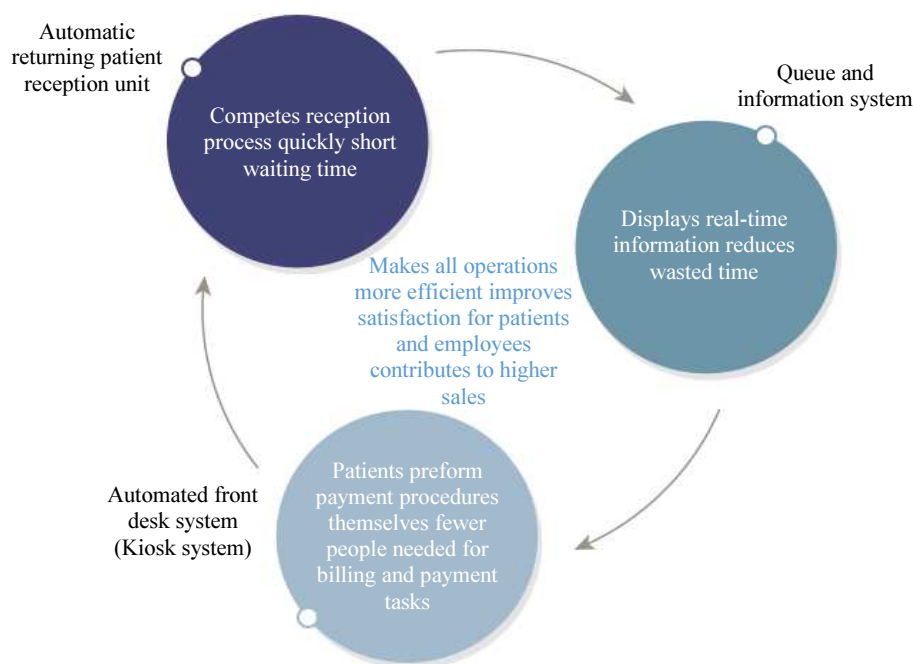 Automatic
returning patient
reception unit
Competes reception
process quickly short
waiting time
Queue and
information system
Displays real-time
information reduces
wasted time
Makes all operations
more efficient improves
satisfaction for patients
and employees
contributes to higher
sales
Automated front
desk system
(Kiosk system)
Patients preform
payment procedures
themselves fewer
people needed for
billing and payment
tasks